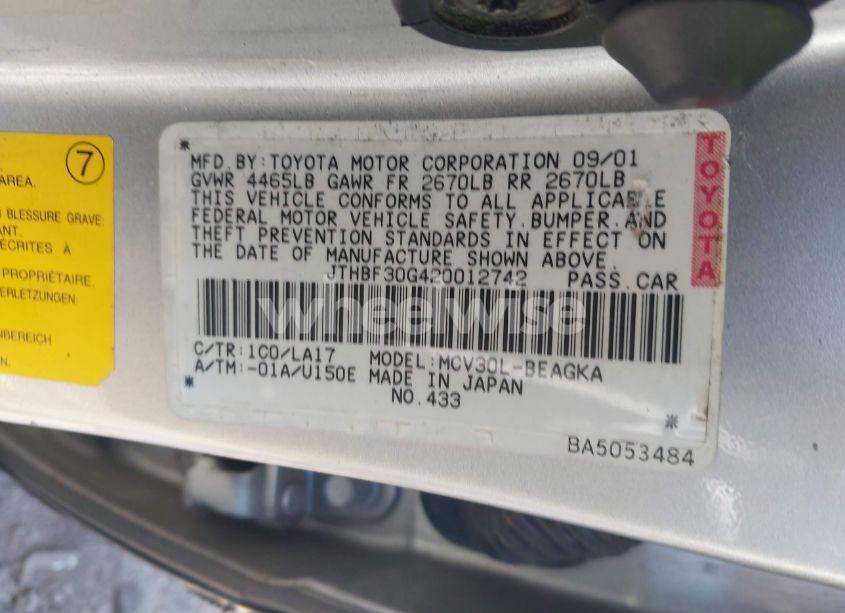 7
AREA.
BLESSURE GRAVE:
ANT.
ÉCRITES À
PROPRIÉTAIRE.
ERLETZUNGEN:
NBEREICH
MFD.BY:TOYOTA MOTOR CORPORATION 09/01
GVWR 4465LB GAWR FR 2670LB RR 2670LB
THIS VEHICLE CONFORMS TO ALL APPLICABLE
FEDERAL MOTOR VEHICLE SAFETY,BUMPER,AND
THEFT PREVENTION STANDARDS IN EFFECT ON
THE DATE OF MANUFACTURE SHOWN ABOVE.
JTHBF30G420012742 PASS.CAR
wheelwise
C/TR:1C0/LA17 MODEL:MCV30L-BEAGKA
A/TM:-01A/U150E MADE IN JAPAN
NO.433
BA5053484
TOYOTA